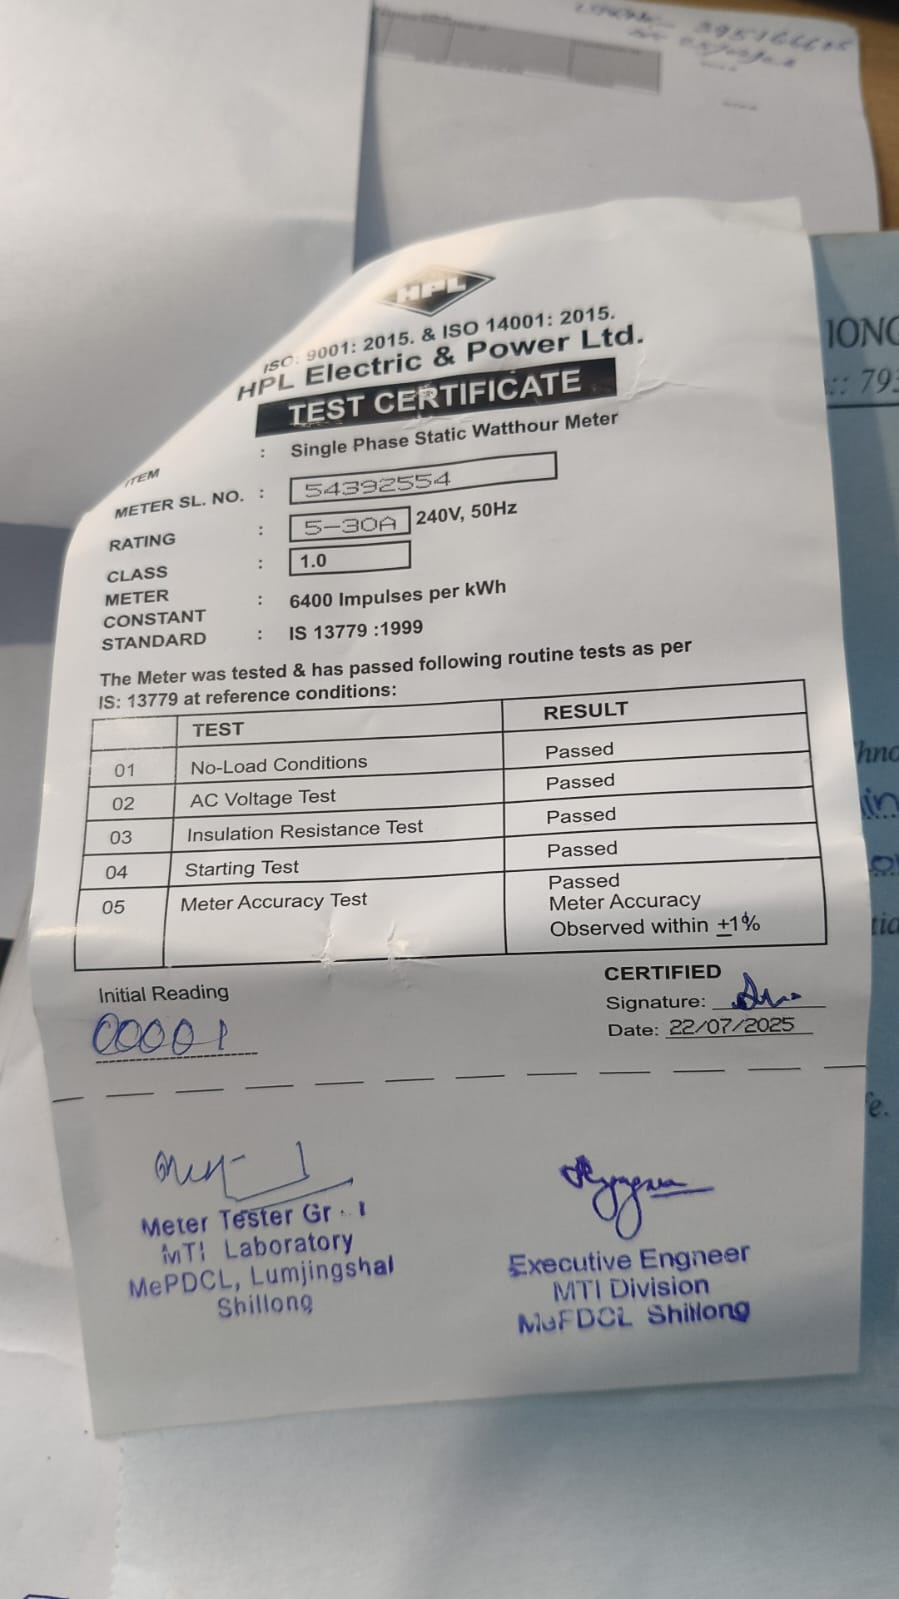 HPL
ISO: 9001: 2015. & ISO 14001: 2015.
HPL Electric & Power Ltd.
TEST CERTIFICATE
ITEM : Single Phase Static Watthour Meter
METER SL. NO. : 54392554
RATING : 5-30A 240V, 50Hz
CLASS : 1.0
METER
CONSTANT : 6400 Impulses per kWh
STANDARD : IS 13779 :1999
The Meter was tested & has passed following routine tests as per
IS: 13779 at reference conditions:
TEST RESULT
01 No-Load Conditions Passed
02 AC Voltage Test Passed
03 Insulation Resistance Test Passed
04 Starting Test Passed
05 Meter Accuracy Test Passed
Meter Accuracy
Observed within ±1%
Initial Reading
00001
CERTIFIED
Signature:
Date: 22/07/2025
Meter Tester Gr. I
MTI Laboratory
MePDCL, Lumjingshai
Shillong
Executive Engneer
MTI Division
MePDCL Shillong